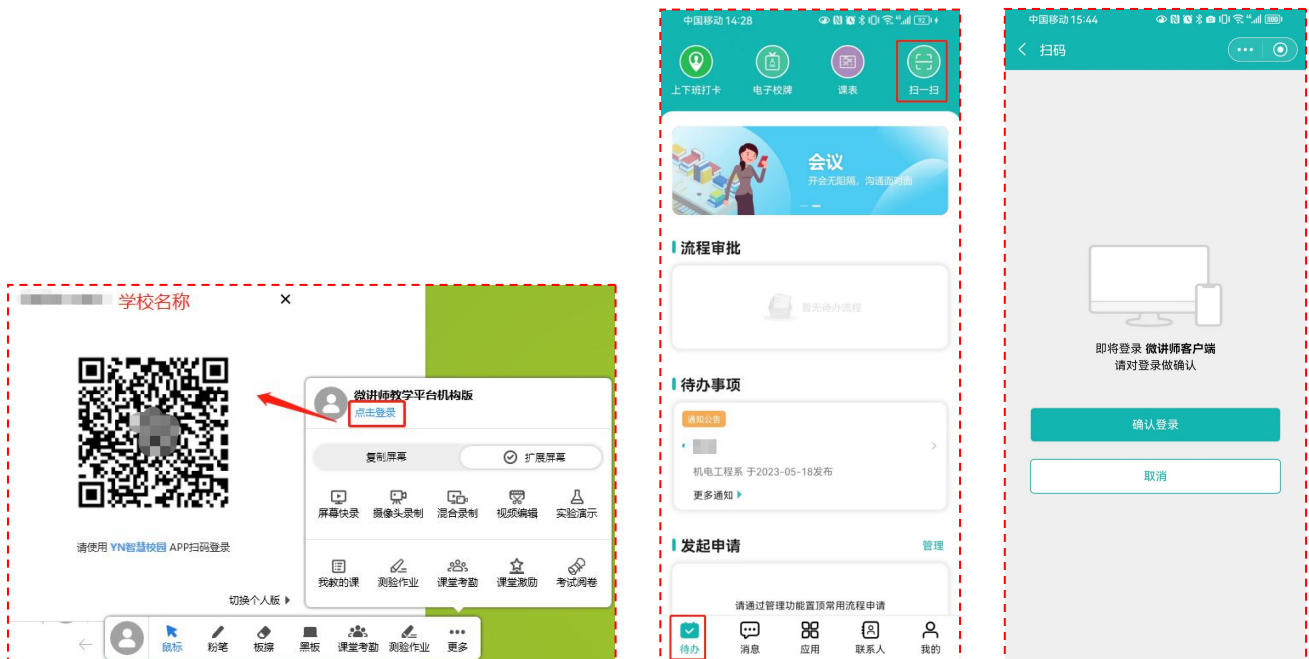 学校名称
×
请使用 YN智慧校园 APP扫码登录
切换个人版
微讲师教学平台机构版
点击登录
复制屏幕 扩展屏幕
屏幕快录 摄像头录制 混合录制 视频编辑 实验演示
我教的课 测验作业 课堂考勤 课堂激励 考试阅卷
鼠标 粉笔 板擦 黑板 课堂考勤 测验作业 更多
中国移动 14:28
92
上下班打卡 电子校牌 课表 扫一扫
会议
开会无阻隔，沟通面对面
流程审批
暂无待办流程
待办事项
通知公告
机电工程系 于2023-05-18发布
更多通知
发起申请 管理
请通过管理功能置顶常用流程申请
待办 消息 应用 联系人 我的
中国移动 15:44
100
扫码
即将登录 微讲师客户端
请对登录做确认
确认登录
取消